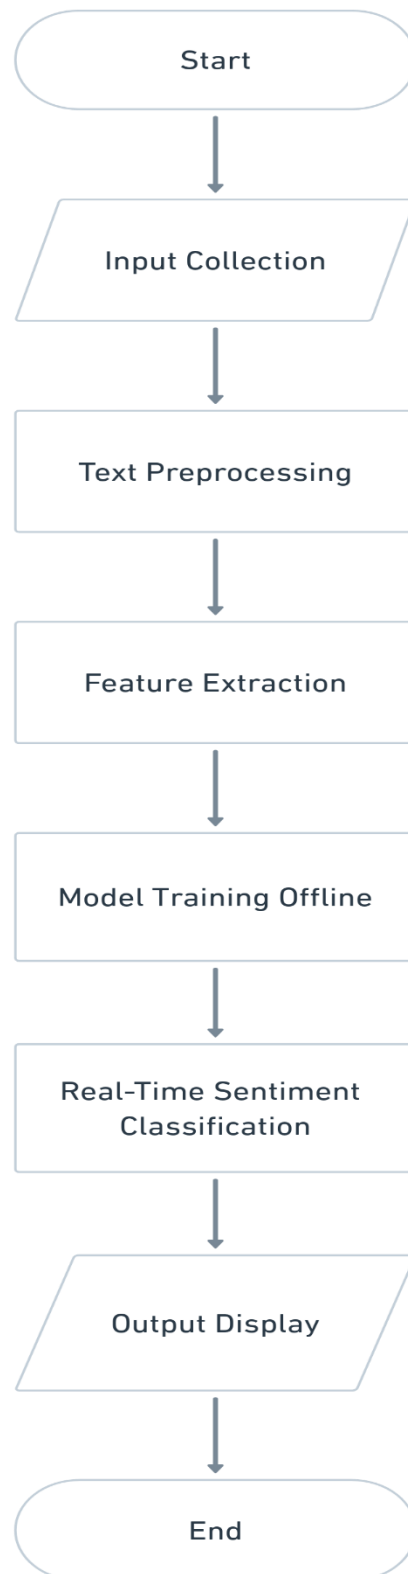 Start
Input Collection
Text Preprocessing
Feature Extraction
Model Training Offline
Real-Time Sentiment
Classification
Output Display
End